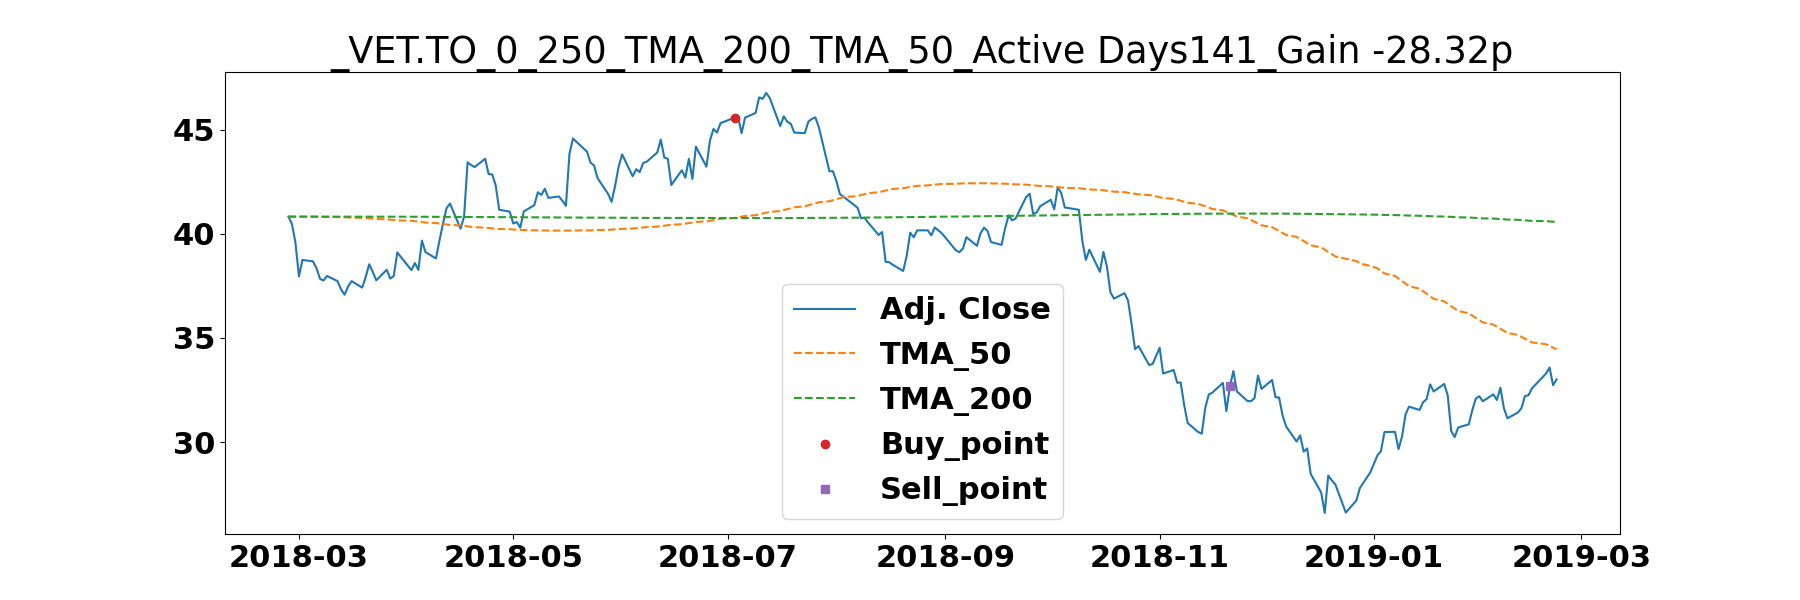 _VET.TO_0_250_TMA_200_TMA_50_Active Days141_Gain -28.32p
45
40
35
30
Adj. Close
TMA_50
TMA_200
Buy_point
Sell_point
2018-03 2018-05 2018-07 2018-09 2018-11 2019-01 2019-03